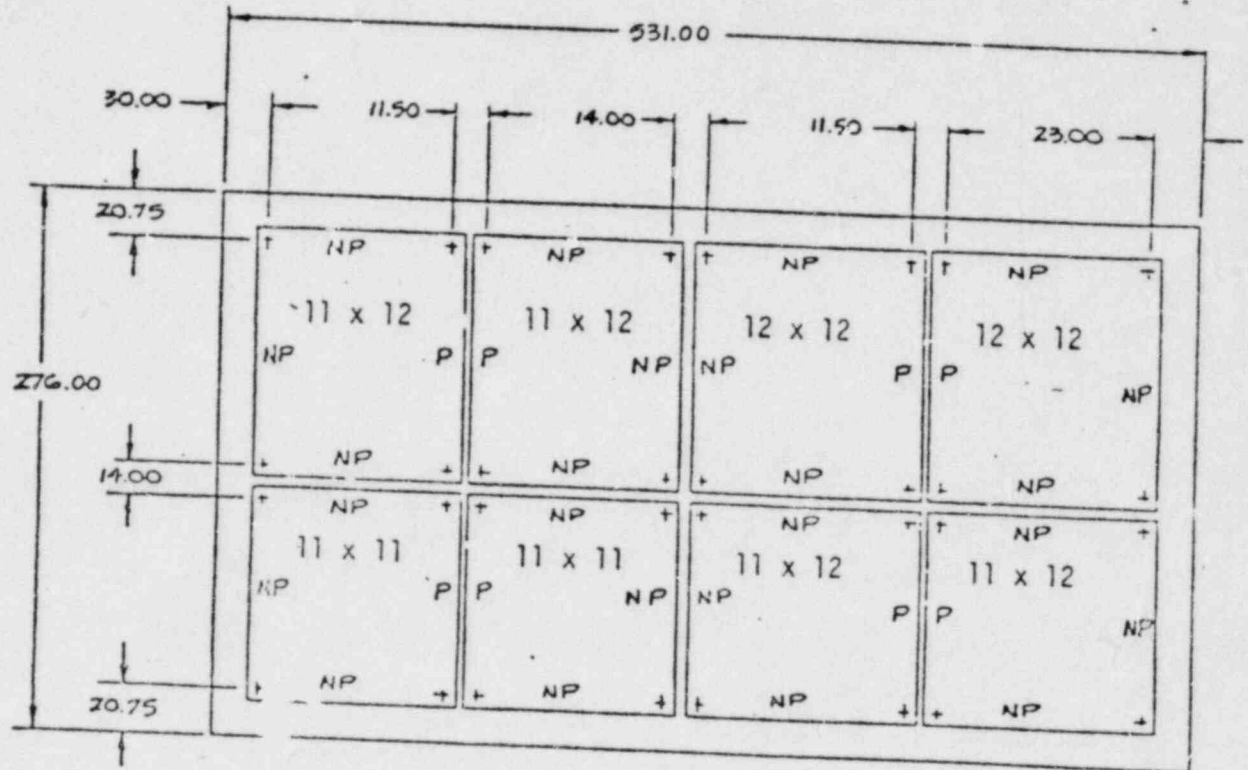 531.00
30.00 11.50 14.00 11.50 23.00
20.75
NP NP NP NP
11 x 12 11 x 12 12 x 12 12 x 12
NP P P NP NP P P NP
276.00
NP NP NP NP
14.00
NP NP NP NP
11 x 11 11 x 11 11 x 12 11 x 12
NP P P NP NP P P NP
NP NP NP NP
20.75